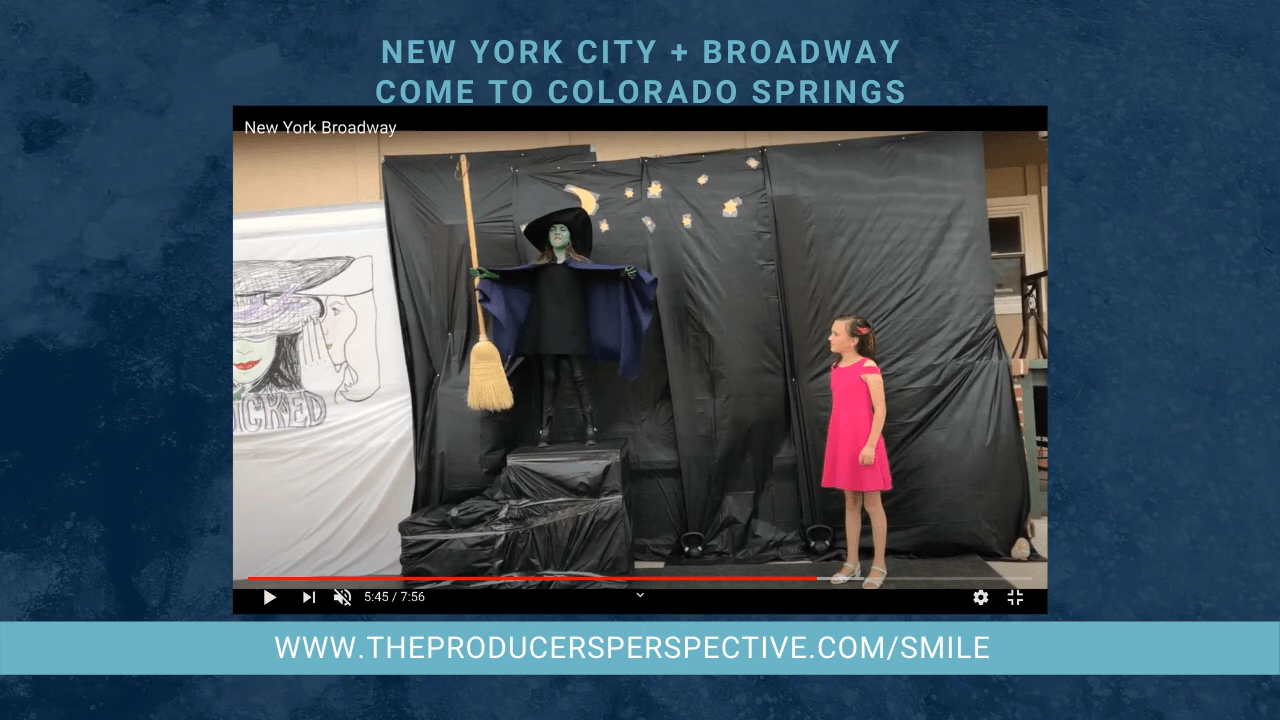 NEW YORK CITY + BROADWAY
COME TO COLORADO SPRINGS
New York Broadway
ICKED
5:45 / 7:56
WWW.THEPRODUCERSPERSPECTIVE.COM/SMILE